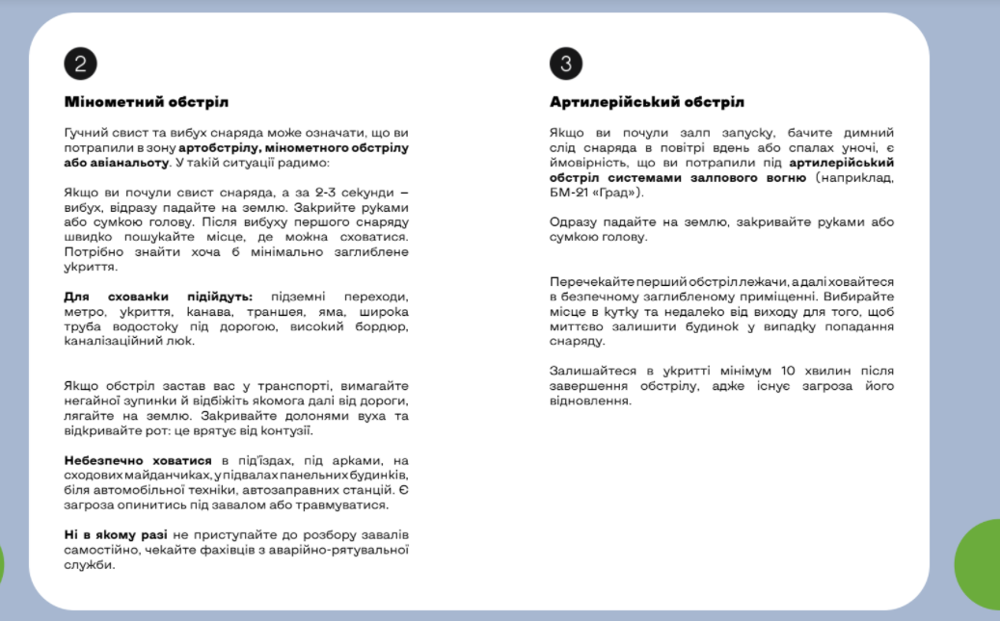 2
Мінометний обстріл
Гучний свист та вибух снаряда може означати, що ви
потрапили в зону артобстрілу, мінометного обстрілу
або авіанальоту. У такій ситуації радимо:
Якщо ви почули свист снаряда, а за 2-3 секунди –
вибух, відразу падайте на землю. Закрийте руками
або сумкою голову. Після вибуху першого снаряду
швидко пошукайте місце, де можна сховатися.
Потрібно знайти хоча б мінімально заглиблене
укриття.
Для схованки підійдуть: підземні переходи,
метро, укриття, канава, траншея, яма, широка
труба водостоку під дорогою, високий бордюр,
каналізаційний люк.
Якщо обстріл застав вас у транспорті, вимагайте
негайної зупинки й відбіжіть якомога далі від дороги,
лягайте на землю. Закривайте долонями вуха та
відкривайте рот: це врятує від контузії.
Небезпечно ховатися в під'їздах, під арками, на
сходових майданчиках, у підвалах панельних будинків,
біля автомобільної техніки, автозаправних станцій. Є
загроза опинитись під завалом або травмуватися.
Ні в якому разі не приступайте до розбору завалів
самостійно, чекайте фахівців з аварійно-рятувальної
служби.
3
Артилерійський обстріл
Якщо ви почули залп запуску, бачите димний
слід снаряда в повітрі вдень або спалах уночі, є
ймовірність, що ви потрапили під артилерійський
обстріл системами залпового вогню (наприклад,
БМ-21 «Град»).
Одразу падайте на землю, закривайте руками або
сумкою голову.
Перечекайте перший обстріл лежачи, а далі ховайтеся
в безпечному заглибленому приміщенні. Вибирайте
місце в кутку та недалеко від виходу для того, щоб
миттєво залишити будинок у випадку попадання
снаряду.
Залишайтеся в укритті мінімум 10 хвилин після
завершення обстрілу, адже існує загроза його
відновлення.